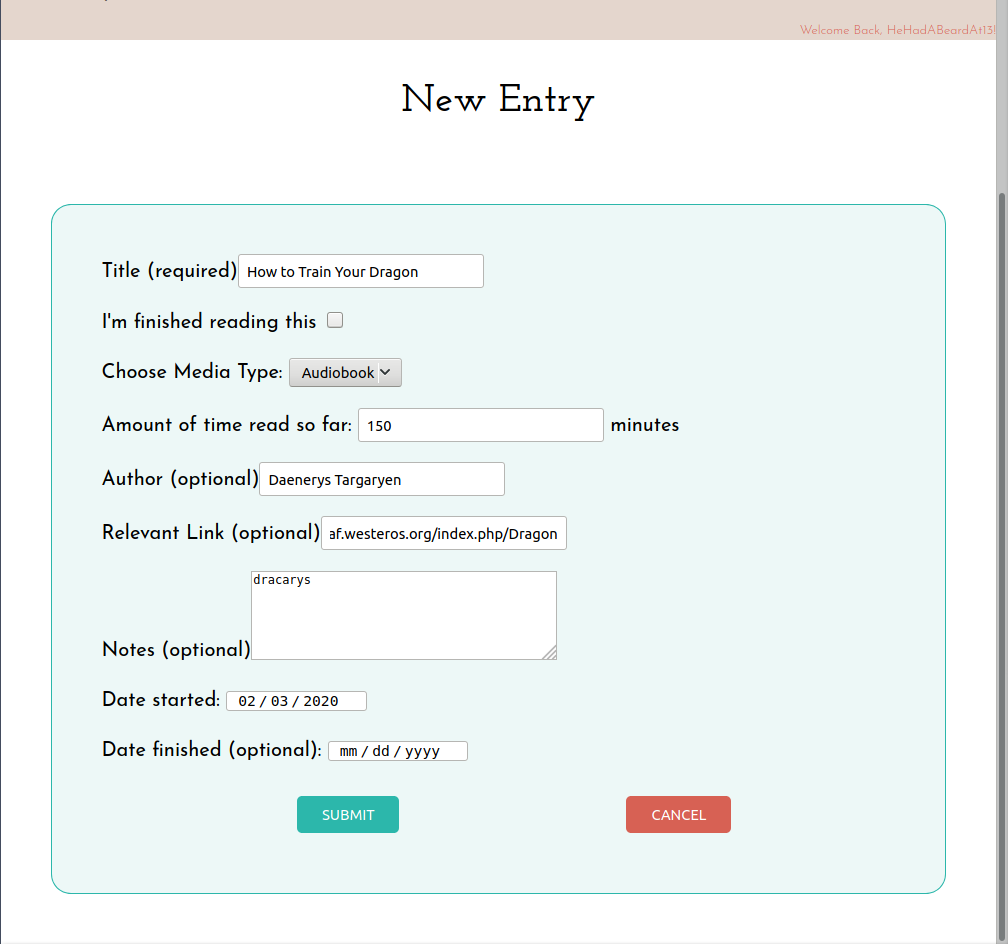 Welcome Back, HeHadABeardAt13!
New Entry
Title (required) How to Train Your Dragon
I'm finished reading this
Choose Media Type: Audiobook
Amount of time read so far: 150 minutes
Author (optional) Daenerys Targaryen
Relevant Link (optional) af.westeros.org/index.php/Dragon
dracarys
Notes (optional)
Date started: 02 / 03 / 2020
Date finished (optional): mm / dd / yyyy
SUBMIT CANCEL